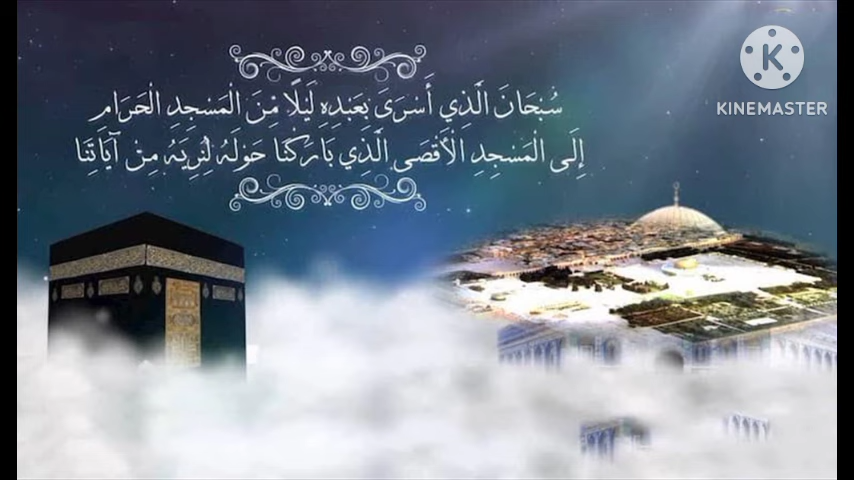 سُبْحَانَ الَّذِي أَسْرَىٰ بِعَبْدِهِ لَيْلًا مِّنَ الْمَسْجِدِ الْحَرَامِ
إِلَى الْمَسْجِدِ الْأَقْصَى الَّذِي بَارَكْنَا حَوْلَهُ لِنُرِيَهُ مِنْ آيَاتِنَا
K
KINEMASTER